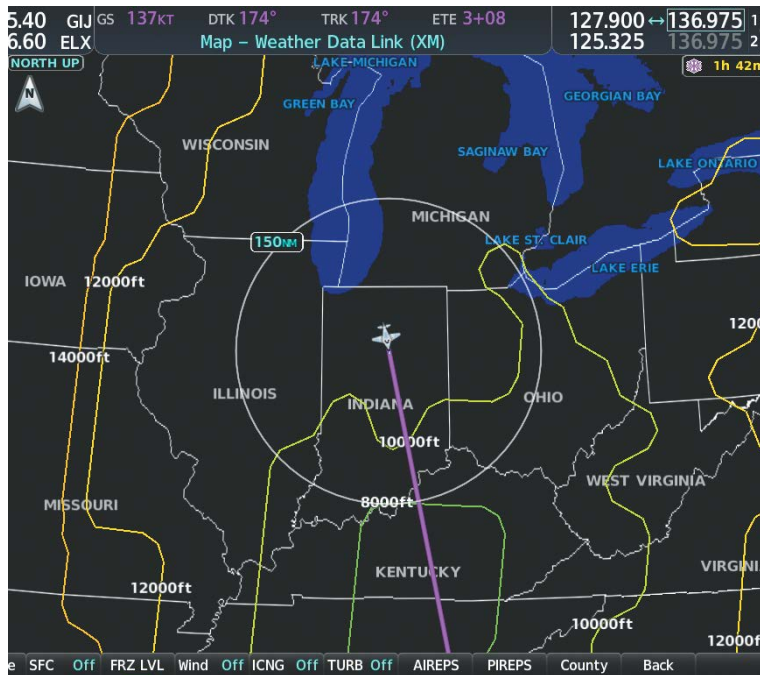 5.40 GIJ GS 137KT DTK 174° TRK 174° ETE 3+08 127.900 ↔ 136.975 1
6.60 ELX Map – Weather Data Link (XM) 125.325 136.975 2
NORTH UP
1h 42m
N
LAKE MICHIGAN
GREEN BAY
GEORGIAN BAY
WISCONSIN
SAGINAW BAY
LAKE ONTARIO
MICHIGAN
150NM
LAKE ST. CLAIR
LAKE ERIE
IOWA
12000ft
1200
14000ft
ILLINOIS
INDIANA
OHIO
10000ft
WEST VIRGINIA
8000ft
MISSOURI
VIRGINI
KENTUCKY
12000ft
10000ft
12000ft
e SFC Off FRZ LVL Wind Off ICNG Off TURB Off AIREPS PIREPS County Back